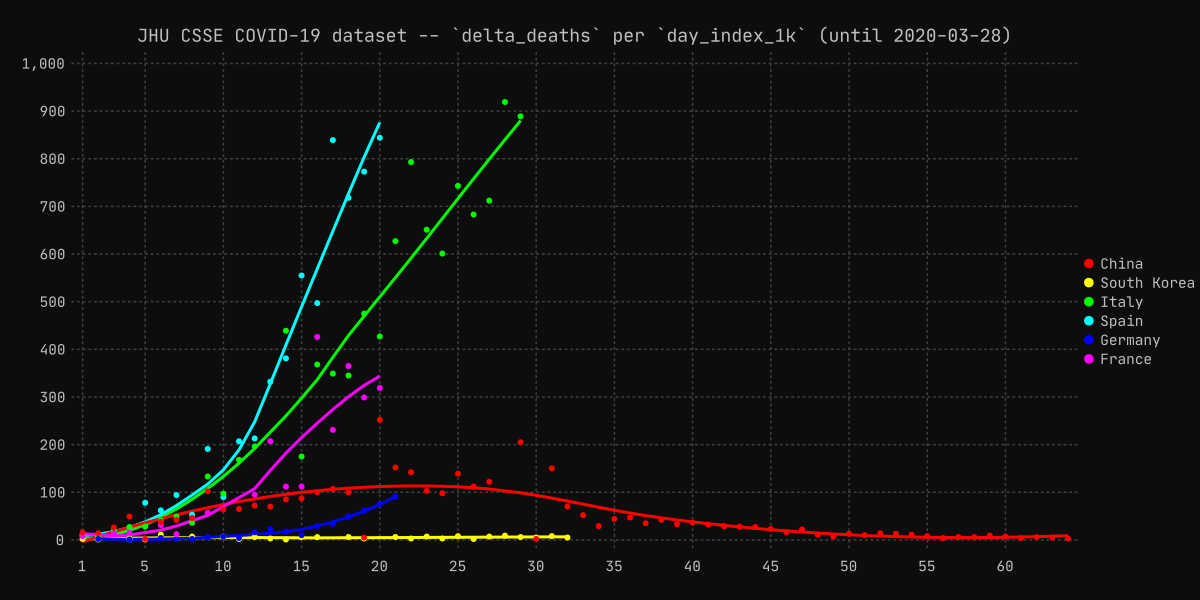 JHU CSSE COVID-19 dataset -- `delta_deaths` per `day_index_1k` (until 2020-03-28)
1,000
900
800
700
600
500
400
300
200
100
0
1 5 10 15 20 25 30 35 40 45 50 55 60
China
South Korea
Italy
Spain
Germany
France